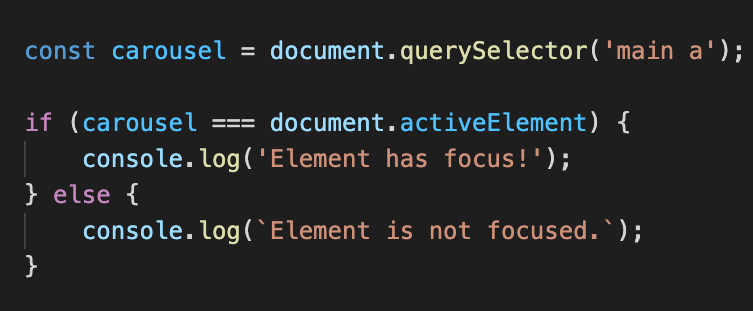 const carousel = document.querySelector('main a');
if (carousel === document.activeElement) {
console.log('Element has focus!');
} else {
console.log(`Element is not focused.`);
}